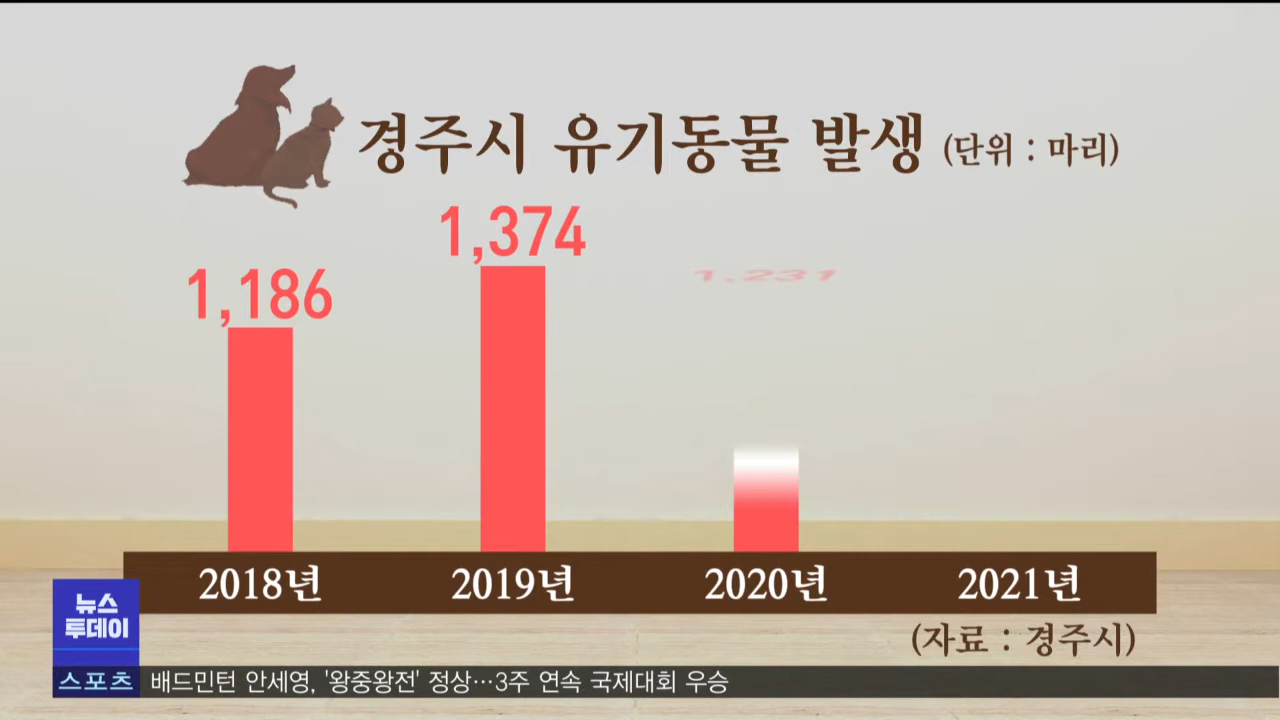 경주시 유기동물 발생 (단위 : 마리)
1,186
1,374
1,231
2018년
2019년
2020년
2021년
(자료 : 경주시)
뉴스
투데이
스포츠 배드민턴 안세영, '왕중왕전' 정상…3주 연속 국제대회 우승